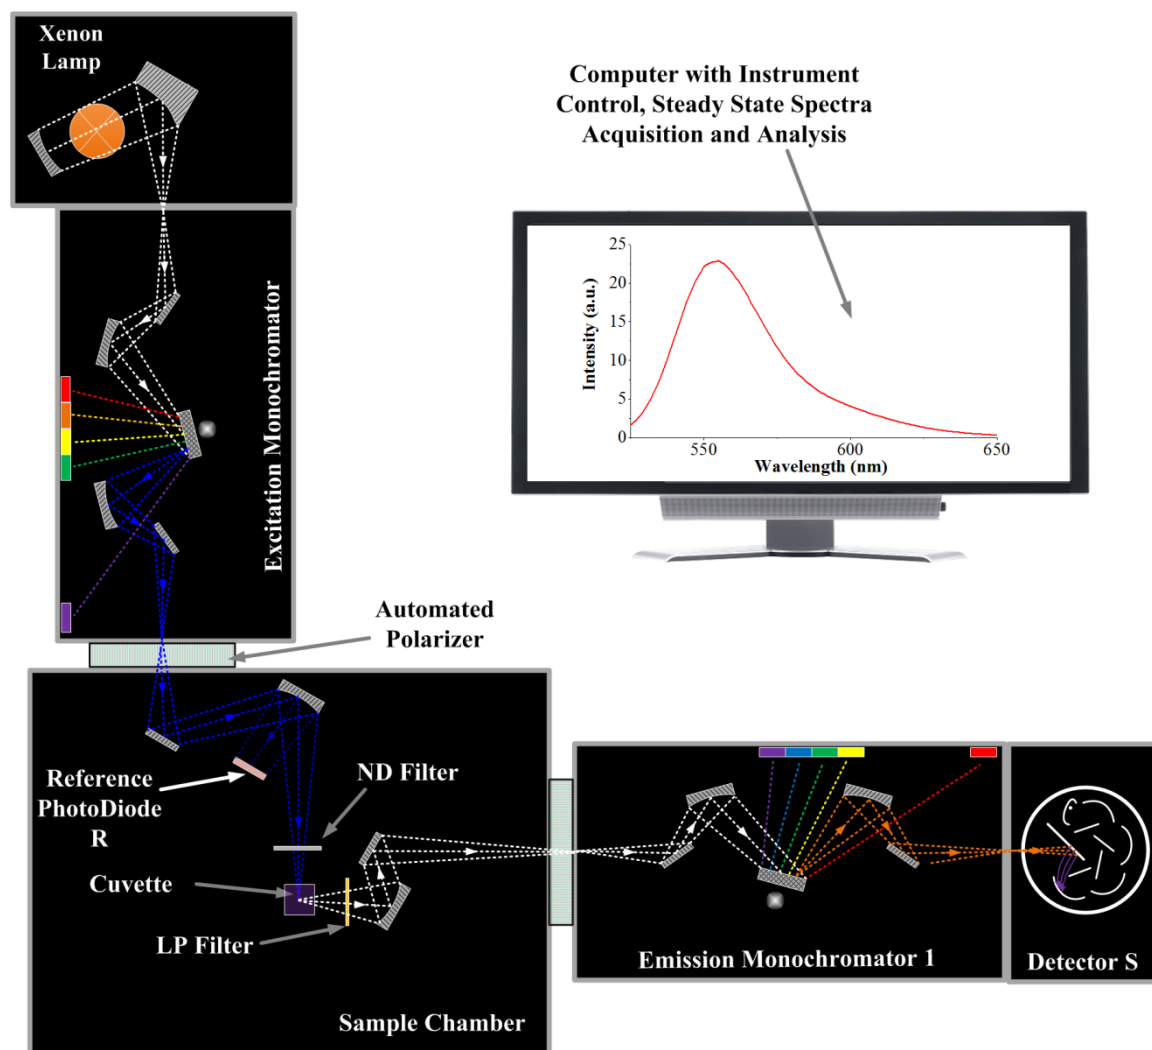 Xenon
Lamp
Computer with Instrument
Control, Steady State Spectra
Acquisition and Analysis
Excitation Monochromator
Intensity (a.u.)
25
20
15
10
5
0
550
600
650
Wavelength (nm)
Automated
Polarizer
Reference
PhotoDiode
R
ND Filter
Cuvette
LP Filter
Sample Chamber
Emission Monochromator 1
Detector S